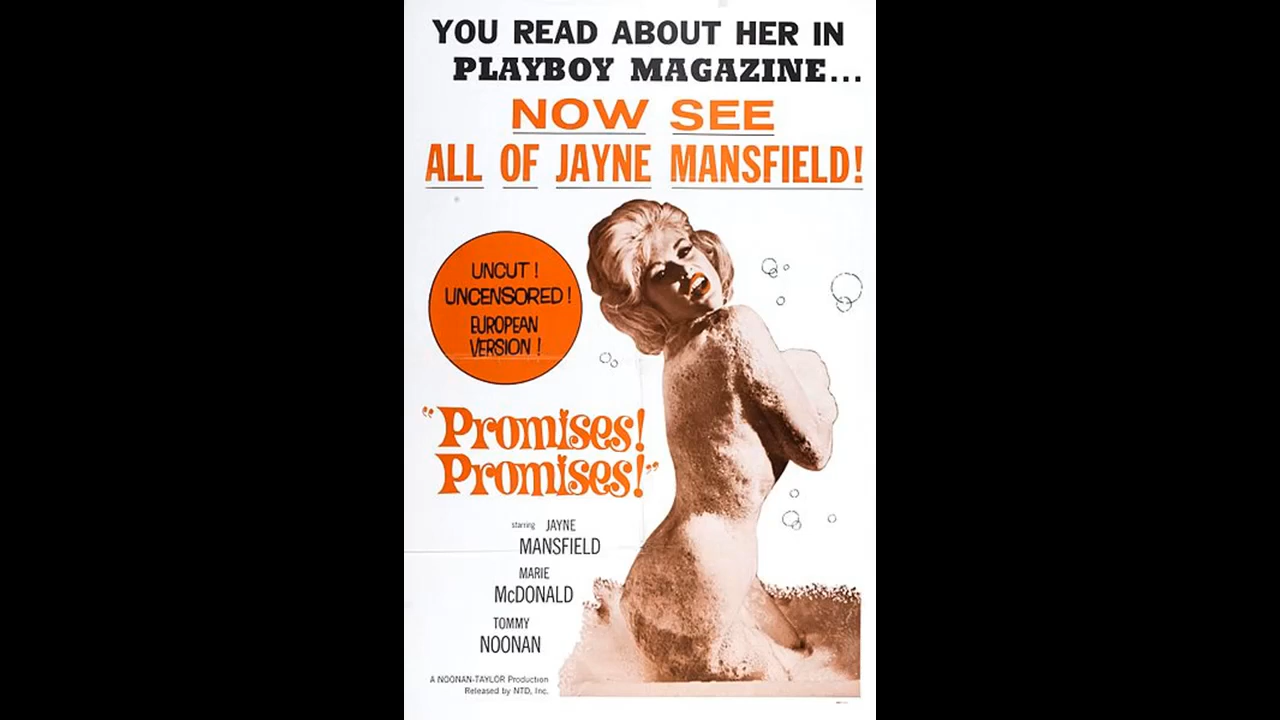 YOU READ ABOUT HER IN
PLAYBOY MAGAZINE...
NOW SEE
ALL OF JAYNE MANSFIELD!
UNCUT!
UNCENSORED!
EUROPEAN
VERSION!
"Promises!
Promises!"
starring JAYNE
MANSFIELD
MARIE
McDONALD
TOMMY
NOONAN
A NOONAN-TAYLOR Production
Released by NTD, Inc.